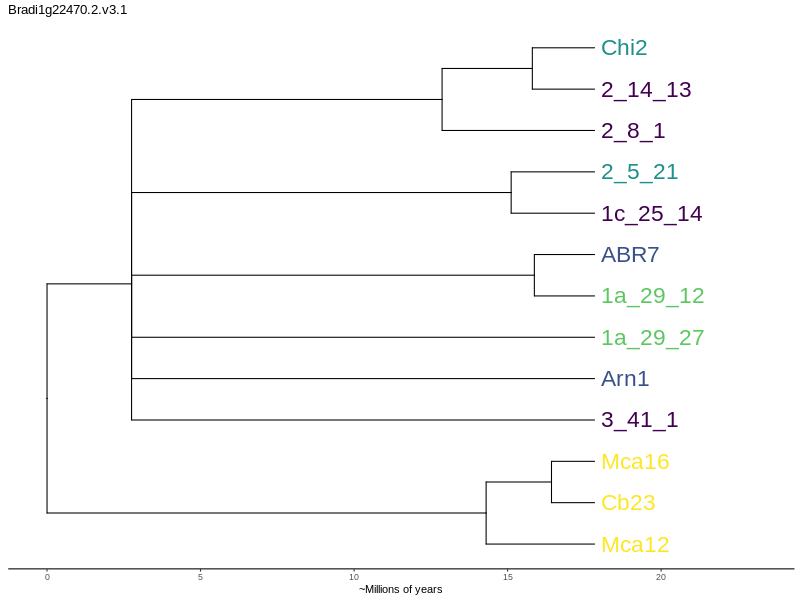 Bradi1g22470.2.v3.1
Chi2
2_14_13
2_8_1
2_5_21
1c_25_14
ABR7
1a_29_12
1a_29_27
Arn1
3_41_1
Mca16
Cb23
Mca12
0 5 10 15 20
~Millions of years